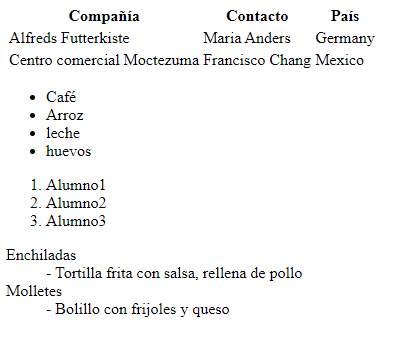 Compañía Contacto País
Alfreds Futterkiste Maria Anders Germany
Centro comercial Moctezuma Francisco Chang Mexico
• Café
• Arroz
• leche
• huevos
1. Alumno1
2. Alumno2
3. Alumno3
Enchiladas
- Tortilla frita con salsa, rellena de pollo
Molletes
- Bolillo con frijoles y queso